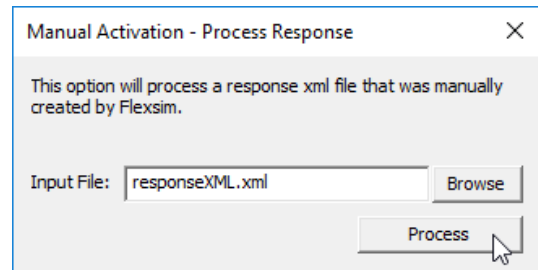 Manual Activation - Process Response
This option will process a response xml file that was manually
created by Flexsim.
Input File: responseXML.xml Browse
Process